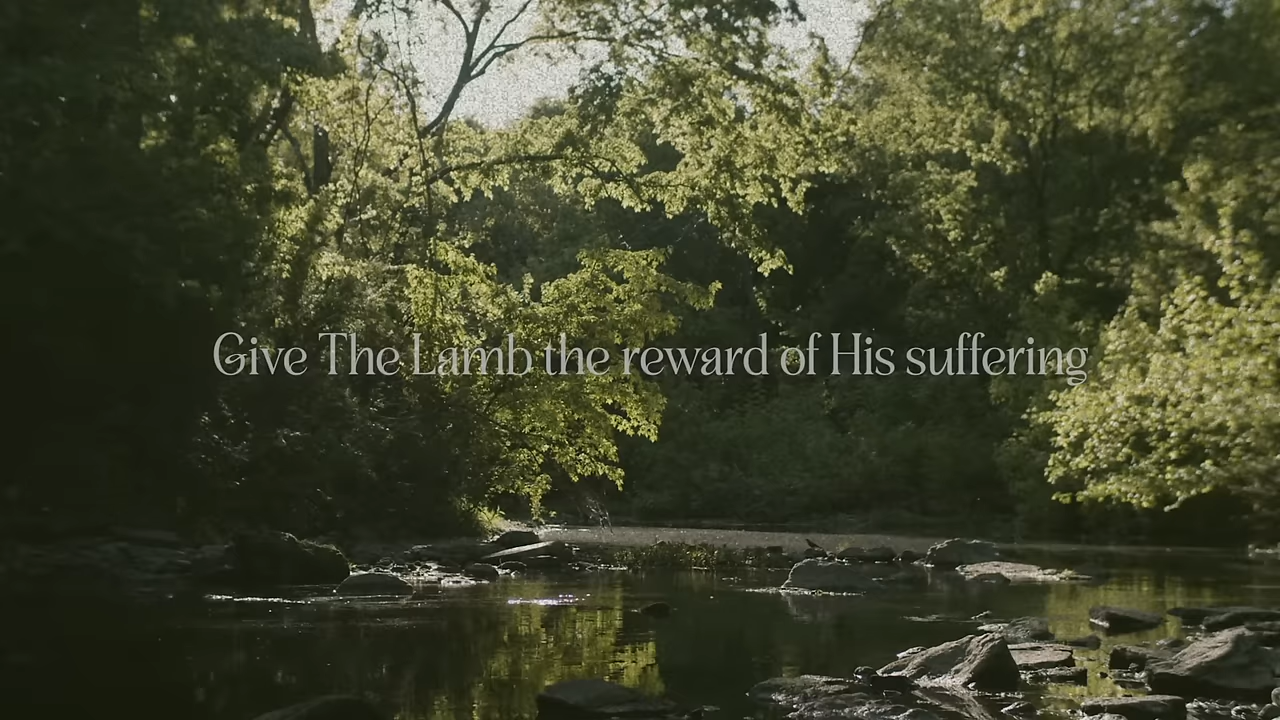 Give The Lamb the reward of His suffering